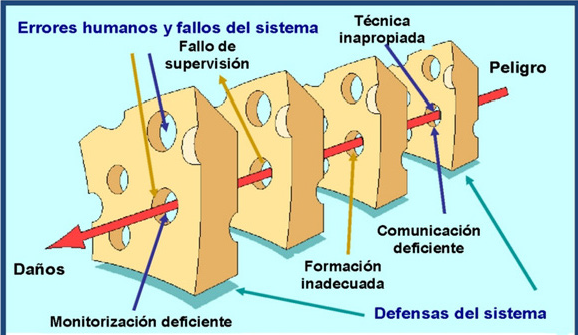 Errores humanos y fallos del sistema
Fallo de
supervisión
Técnica
inapropiada
Peligro
Daños
Monitorización deficiente
Formación
inadecuada
Comunicación
deficiente
Defensas del sistema